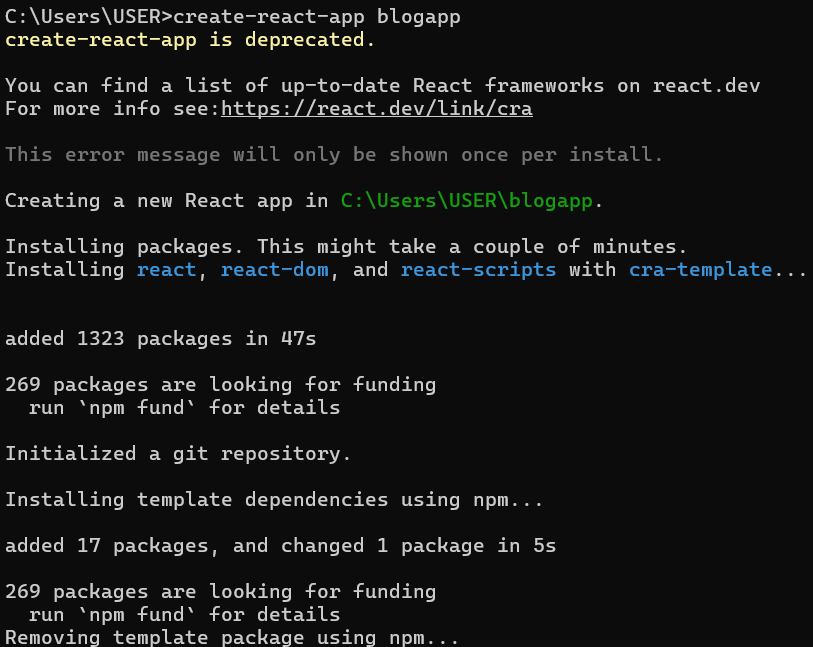 C:\Users\USER>create-react-app blogapp
create-react-app is deprecated.

You can find a list of up-to-date React frameworks on react.dev
For more info see:https://react.dev/link/cra

This error message will only be shown once per install.

Creating a new React app in C:\Users\USER\blogapp.

Installing packages. This might take a couple of minutes.
Installing react, react-dom, and react-scripts with cra-template...


added 1323 packages in 47s

269 packages are looking for funding
  run `npm fund` for details

Initialized a git repository.

Installing template dependencies using npm...

added 17 packages, and changed 1 package in 5s

269 packages are looking for funding
  run `npm fund` for details
Removing template package using npm...